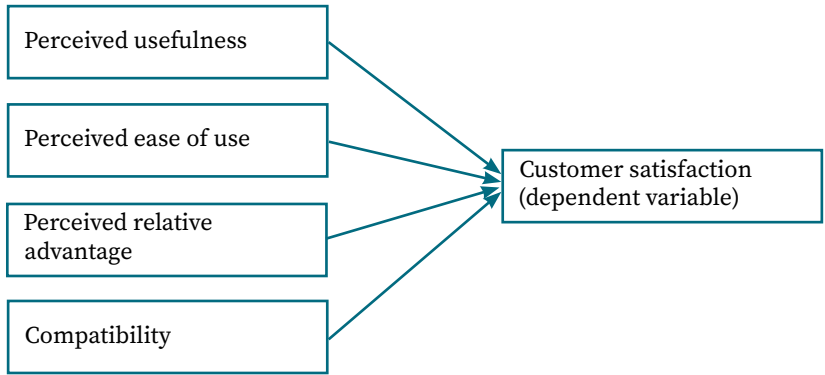 Perceived usefulness
Perceived ease of use
Perceived relative
advantage
Compatibility
Customer satisfaction
(dependent variable)